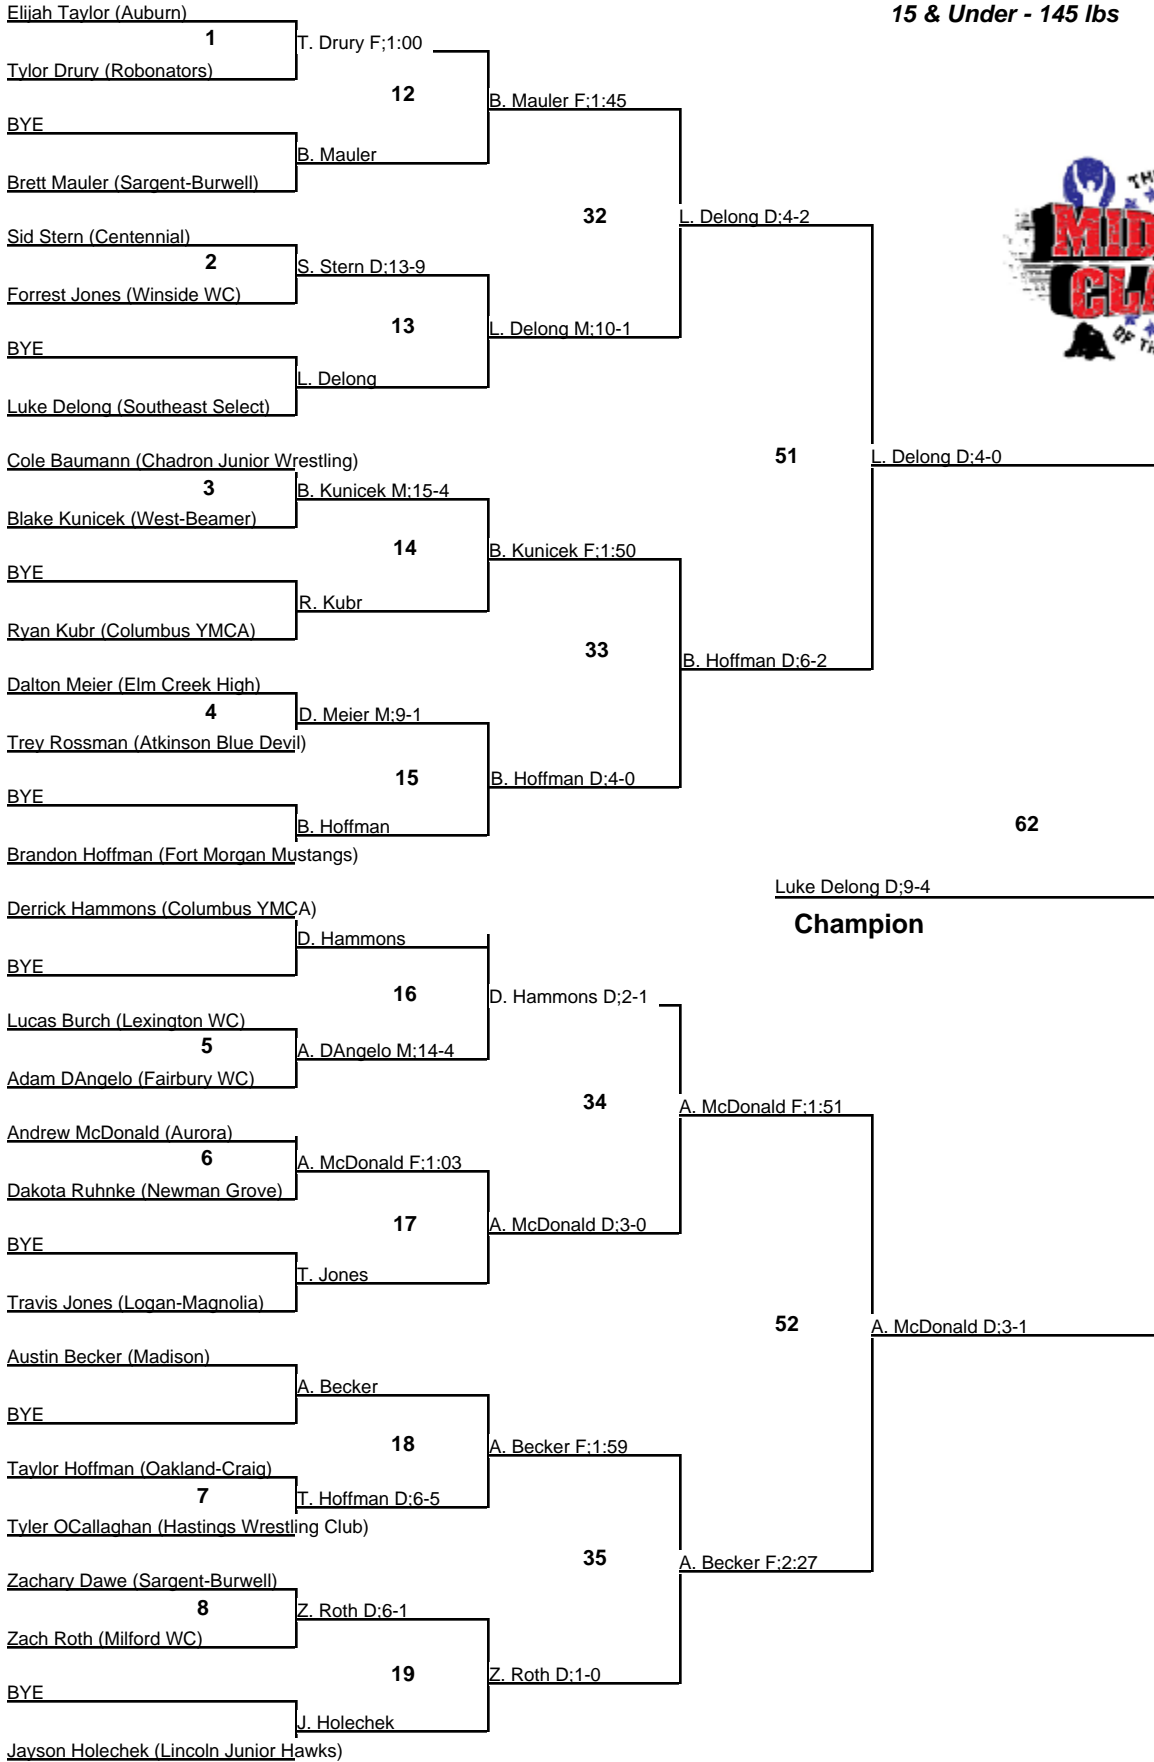 Elijah Taylor (Auburn)
15 & Under - 145 lbs
1
T. Drury F;1:00
Tylor Drury (Robonators)
12
B. Mauler F;1:45
BYE
B. Mauler
Brett Mauler (Sargent-Burwell)
32
L. Delong D;4-2
Sid Stern (Centennial)
2
S. Stern D;13-9
Forrest Jones (Winside WC)
13
L. Delong M;10-1
BYE
L. Delong
Luke Delong (Southeast Select)
51
L. Delong D;4-0
Cole Baumann (Chadron Junior Wrestling)
3
B. Kunicek M;15-4
Blake Kunicek (West-Beamer)
14
B. Kunicek F;1:50
BYE
R. Kubr
Ryan Kubr (Columbus YMCA)
33
B. Hoffman D;6-2
Dalton Meier (Elm Creek High)
4
D. Meier M;9-1
Trey Rossman (Atkinson Blue Devil)
15
B. Hoffman D;4-0
BYE
B. Hoffman
Brandon Hoffman (Fort Morgan Mustangs)
62
Luke Delong D;9-4
Champion
Derrick Hammons (Columbus YMCA)
D. Hammons
BYE
16
D. Hammons D;2-1
Lucas Burch (Lexington WC)
5
A. DAngelo M;14-4
Adam DAngelo (Fairbury WC)
34
A. McDonald F;1:51
Andrew McDonald (Aurora)
6
A. McDonald F;1:03
Dakota Ruhnke (Newman Grove)
17
A. McDonald D;3-0
BYE
T. Jones
Travis Jones (Logan-Magnolia)
52
A. McDonald D;3-1
Austin Becker (Madison)
A. Becker
BYE
18
A. Becker F;1:59
Taylor Hoffman (Oakland-Craig)
7
T. Hoffman D;6-5
Tyler OCallaghan (Hastings Wrestling Club)
35
A. Becker F;2:27
Zachary Dawe (Sargent-Burwell)
8
Z. Roth D;6-1
Zach Roth (Milford WC)
19
Z. Roth D;1-0
BYE
J. Holechek
Jayson Holechek (Lincoln Junior Hawks)